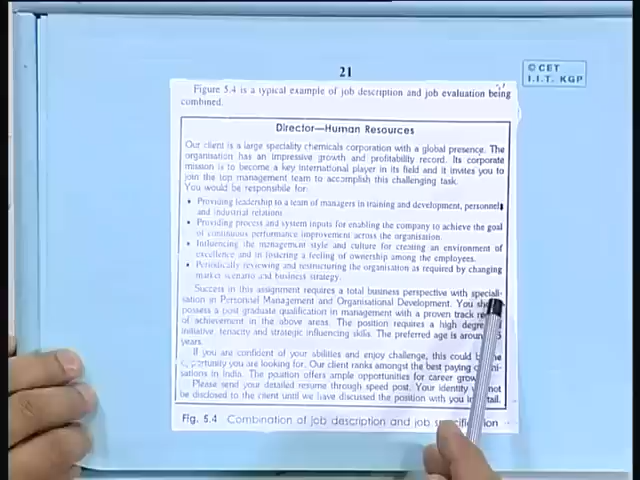 21
© CET
I.I.T. KGP
Figure 5.4 is a typical example of job description and job evaluation being
combined.
Director—Human Resources
Our client is a large speciality chemicals corporation with a global presence. The
organisation has an impressive growth and profitability record. Its corporate
mission is to become a key international player in its field and it invites you to
join the top management team to accomplish this challenging task.
You would be responsible for:
• Providing leadership to a team of managers in training and development, personnel
and industrial relations
• Providing process and system inputs for enabling the company to achieve the goal
of continuous performance improvement across the organisation.
• Influencing the management style and culture for creating an environment of
excellence and in fostering a feeling of ownership among the employees.
• Periodically reviewing and restructuring the organisation as required by changing
market scenario and business strategy.
Success in this assignment requires a total business perspective with speciali-
sation in Personnel Management and Organisational Development. You
possess a post graduate qualification in management with a proven track
of achievement in the above areas. The position requires a high
initiative, tenacity and strategic influencing skills. The preferred age is
years.
If you are confident of your abilities and enjoy challenge, this could
you are looking for. Our client ranks amongst the best paying
sations in India. The position offers ample opportunities for career
Please send your detailed resume through speed post. Your identity not
be disclosed to the client until we have discussed the position with you
Fig. 5.4 Combination of job description and job